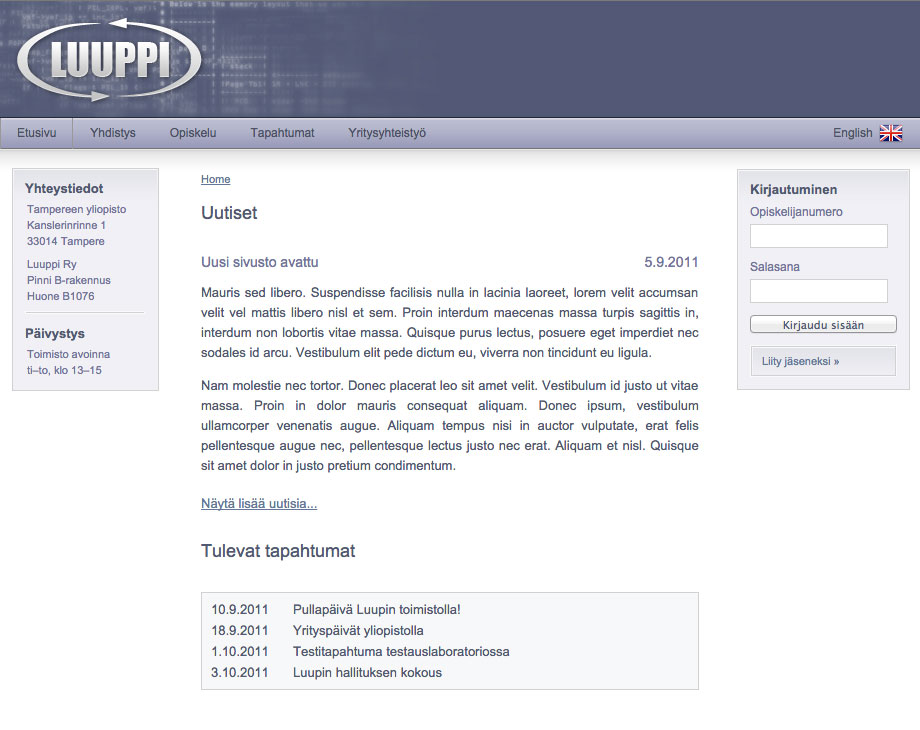 # Below is the memory layout that we use for
LUUPPI
Etusivu Yhdistys Opiskelu Tapahtumat Yritysyhteistyö English
Yhteystiedot
Tampereen yliopisto
Kanslerinrinne 1
33014 Tampere
Luuppi Ry
Pinni B-rakennus
Huone B1076
Päivystys
Toimisto avoinna
ti–to, klo 13–15
Home
Uutiset
Uusi sivusto avattu 5.9.2011
Mauris sed libero. Suspendisse facilisis nulla in lacinia laoreet, lorem velit accumsan
velit vel mattis libero nisl et sem. Proin interdum maecenas massa turpis sagittis in,
interdum non lobortis vitae massa. Quisque purus lectus, posuere eget imperdiet nec
sodales id arcu. Vestibulum elit pede dictum eu, viverra non tincidunt eu ligula.
Nam molestie nec tortor. Donec placerat leo sit amet velit. Vestibulum id justo ut vitae
massa. Proin in dolor mauris consequat aliquam. Donec ipsum, vestibulum
ullamcorper venenatis augue. Aliquam tempus nisi in auctor vulputate, erat felis
pellentesque augue nec, pellentesque lectus justo nec erat. Aliquam et nisl. Quisque
sit amet dolor in justo pretium condimentum.
Näytä lisää uutisia...
Tulevat tapahtumat
10.9.2011 Pullapäivä Luupin toimistolla!
18.9.2011 Yrityspäivät yliopistolla
1.10.2011 Testitapahtuma testauslaboratoriossa
3.10.2011 Luupin hallituksen kokous
Kirjautuminen
Opiskelijanumero
Salasana
Kirjaudu sisään
Liity jäseneksi »